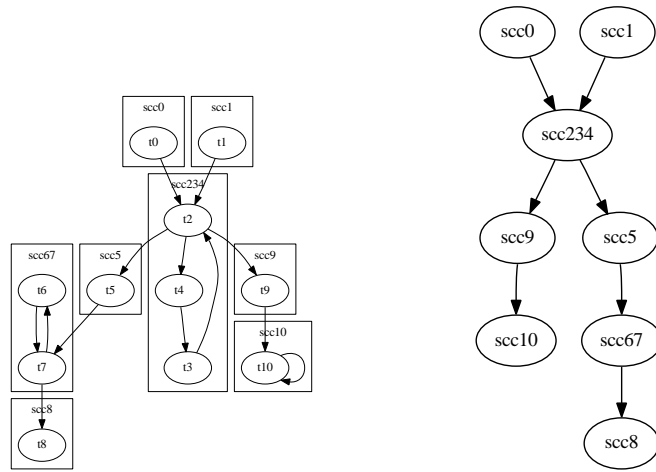 scc0 scc1
t0 t1
scc234
t2
scc67 scc5 scc9
t6 t5 t4 t9
scc10
t7 t3 t10
scc8
t8
scc0 scc1
scc234
scc9 scc5
scc10 scc67
scc8